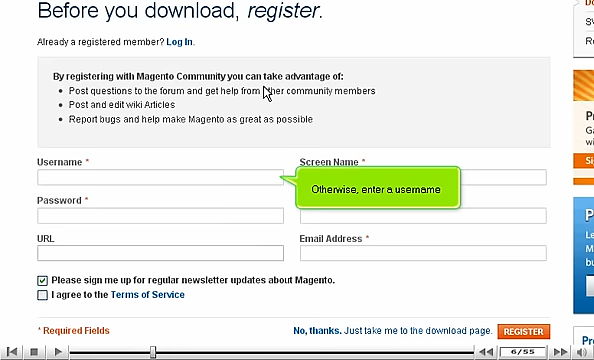 Before you download, register.
Already a registered member? Log In.
By registering with Magento Community you can take advantage of:
Post questions to the forum and get help from other community members
Post and edit wiki Articles
Report bugs and help make Magento as great as possible
Username *
Screen Name *
Otherwise, enter a username
Password *
URL
Email Address *
Please sign me up for regular newsletter updates about Magento.
I agree to the Terms of Service
* Required Fields
No, thanks. Just take me to the download page.
REGISTER
6/55